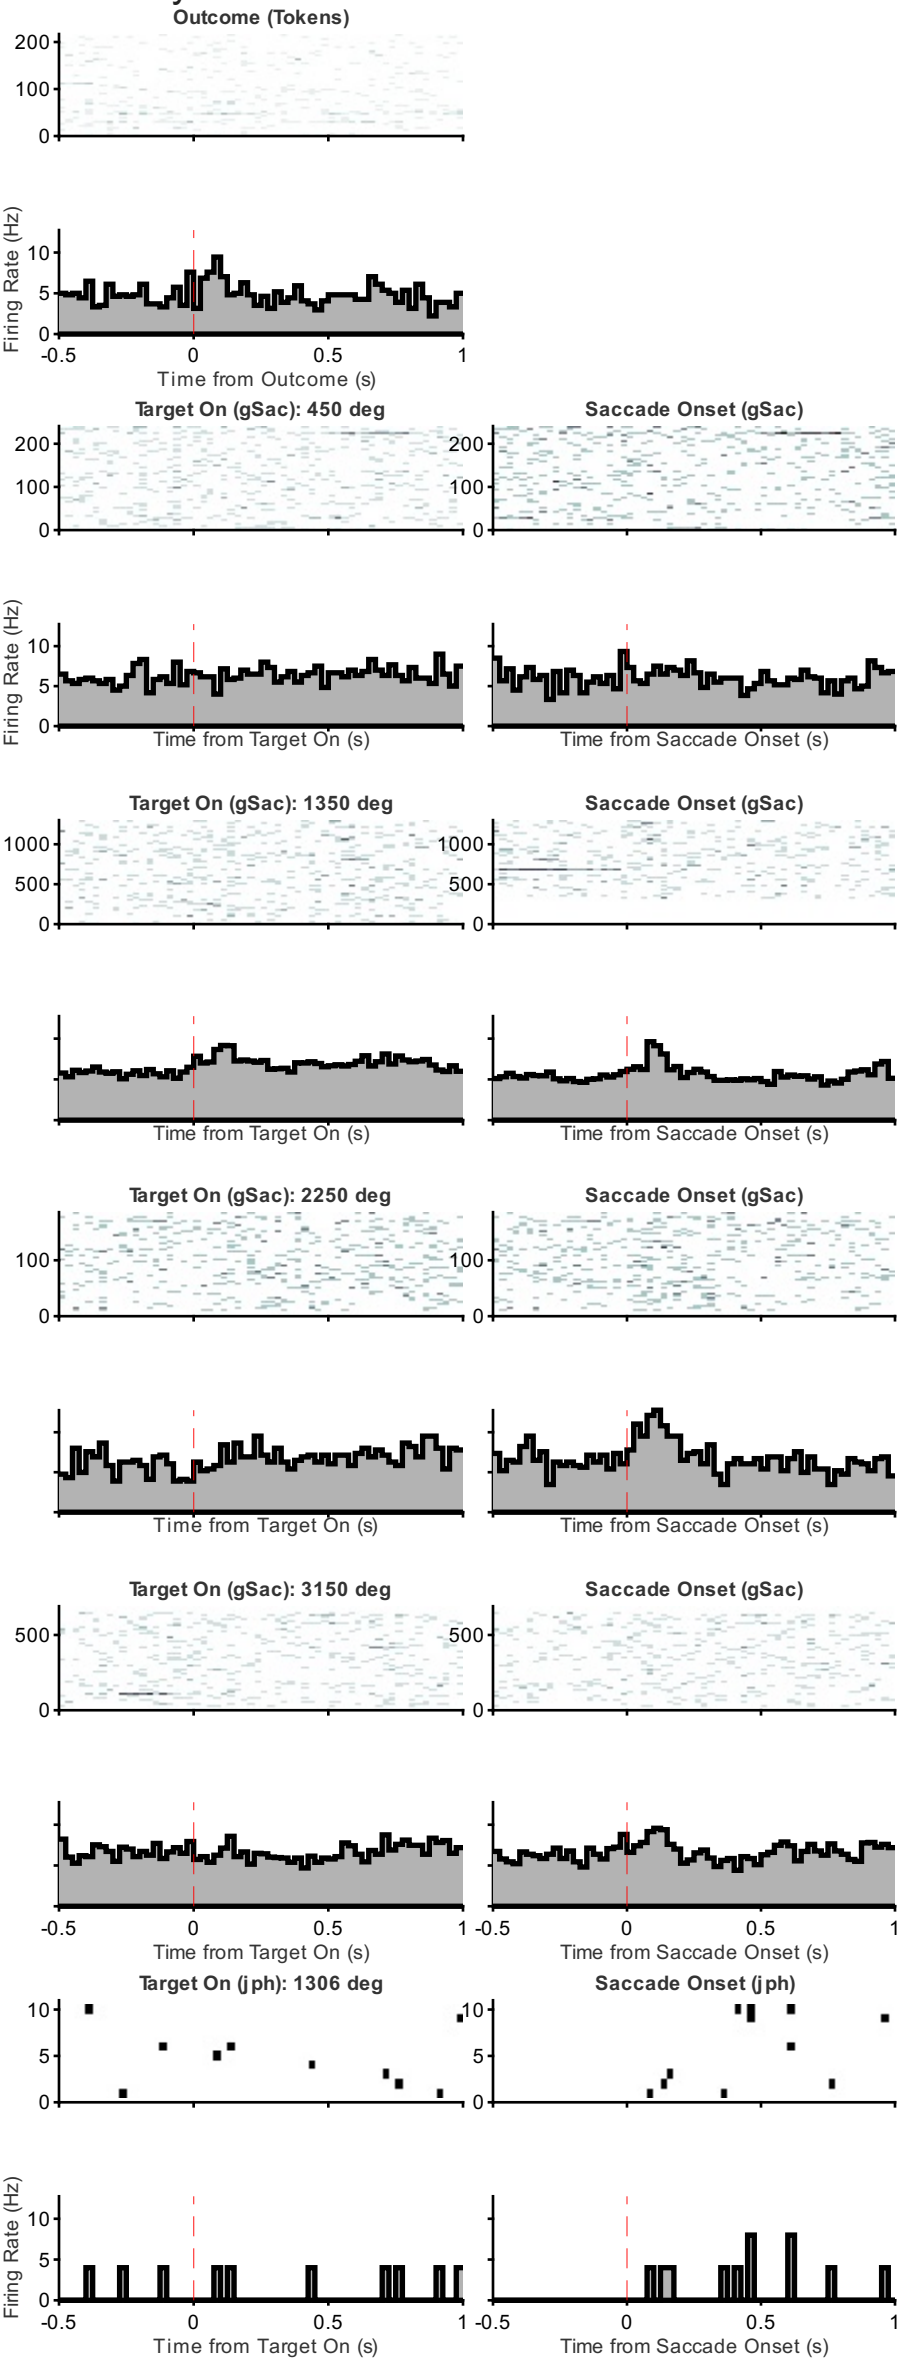 Outcome (Tokens)
200
100
0
Firing Rate (Hz)
10
5
0
-0.5 0 0.5 1
Time from Outcome (s)
Target On (gSac): 450 deg Saccade Onset (gSac)
200 200
100 100
0 0
Firing Rate (Hz)
10
5
0
Time from Target On (s) Time from Saccade Onset (s)
Target On (gSac): 1350 deg Saccade Onset (gSac)
1000 1000
500 500
0 0
Time from Target On (s) Time from Saccade Onset (s)
Target On (gSac): 2250 deg Saccade Onset (gSac)
100 100
0 0
Time from Target On (s) Time from Saccade Onset (s)
Target On (gSac): 3150 deg Saccade Onset (gSac)
500 500
0 0
-0.5 0 0.5 1 -0.5 0 0.5 1
Time from Target On (s) Time from Saccade Onset (s)
Target On (jph): 1306 deg Saccade Onset (jph)
10 10
5 5
0 0
Firing Rate (Hz)
10
5
0
-0.5 0 0.5 1 -0.5 0 0.5 1
Time from Target On (s) Time from Saccade Onset (s)